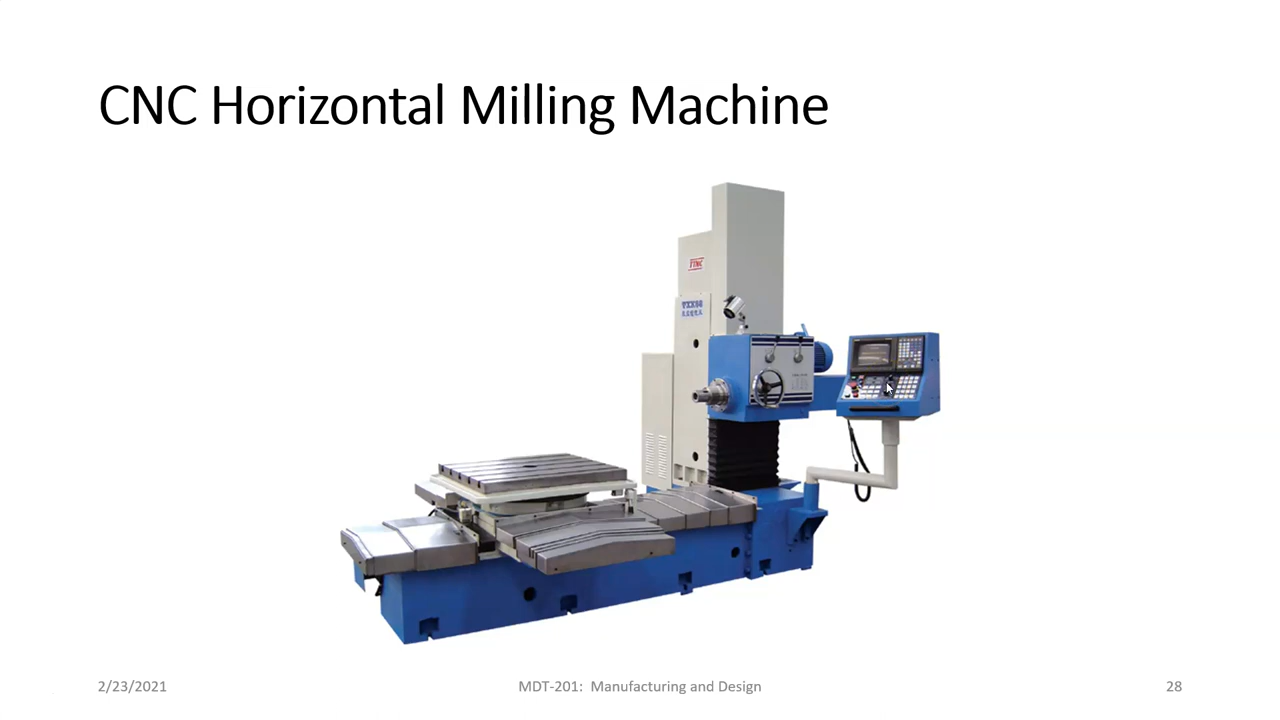 CNC Horizontal Milling Machine
2/23/2021
MDT-201: Manufacturing and Design
28